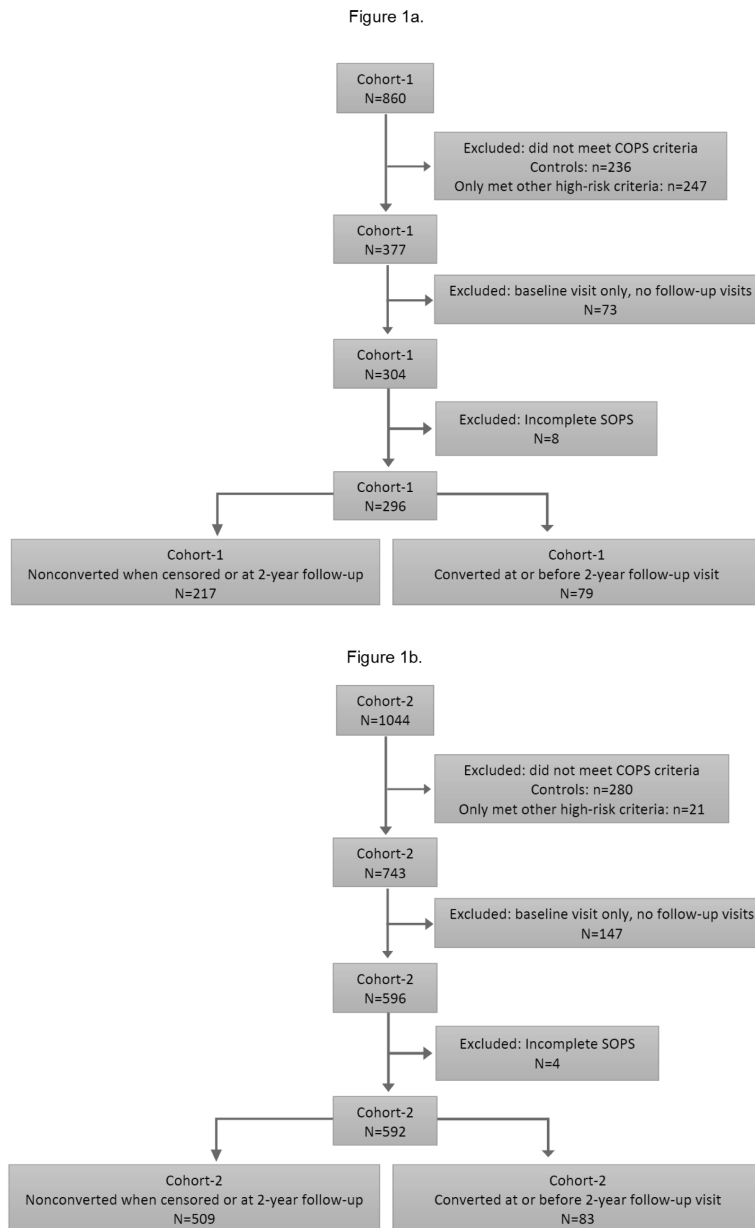 Figure 1a.
Cohort-1
N=860
Excluded: did not meet COPS criteria
Controls: n=236
Only met other high-risk criteria: n=247
Cohort-1
N=377
Excluded: baseline visit only, no follow-up visits
N=73
Cohort-1
N=304
Excluded: Incomplete SOPS
N=8
Cohort-1
N=296
Cohort-1
Nonconverted when censored or at 2-year follow-up
N=217
Cohort-1
Converted at or before 2-year follow-up visit
N=79
Figure 1b.
Cohort-2
N=1044
Excluded: did not meet COPS criteria
Controls: n=280
Only met other high-risk criteria: n=21
Cohort-2
N=743
Excluded: baseline visit only, no follow-up visits
N=147
Cohort-2
N=596
Excluded: Incomplete SOPS
N=4
Cohort-2
N=592
Cohort-2
Nonconverted when censored or at 2-year follow-up
N=509
Cohort-2
Converted at or before 2-year follow-up visit
N=83